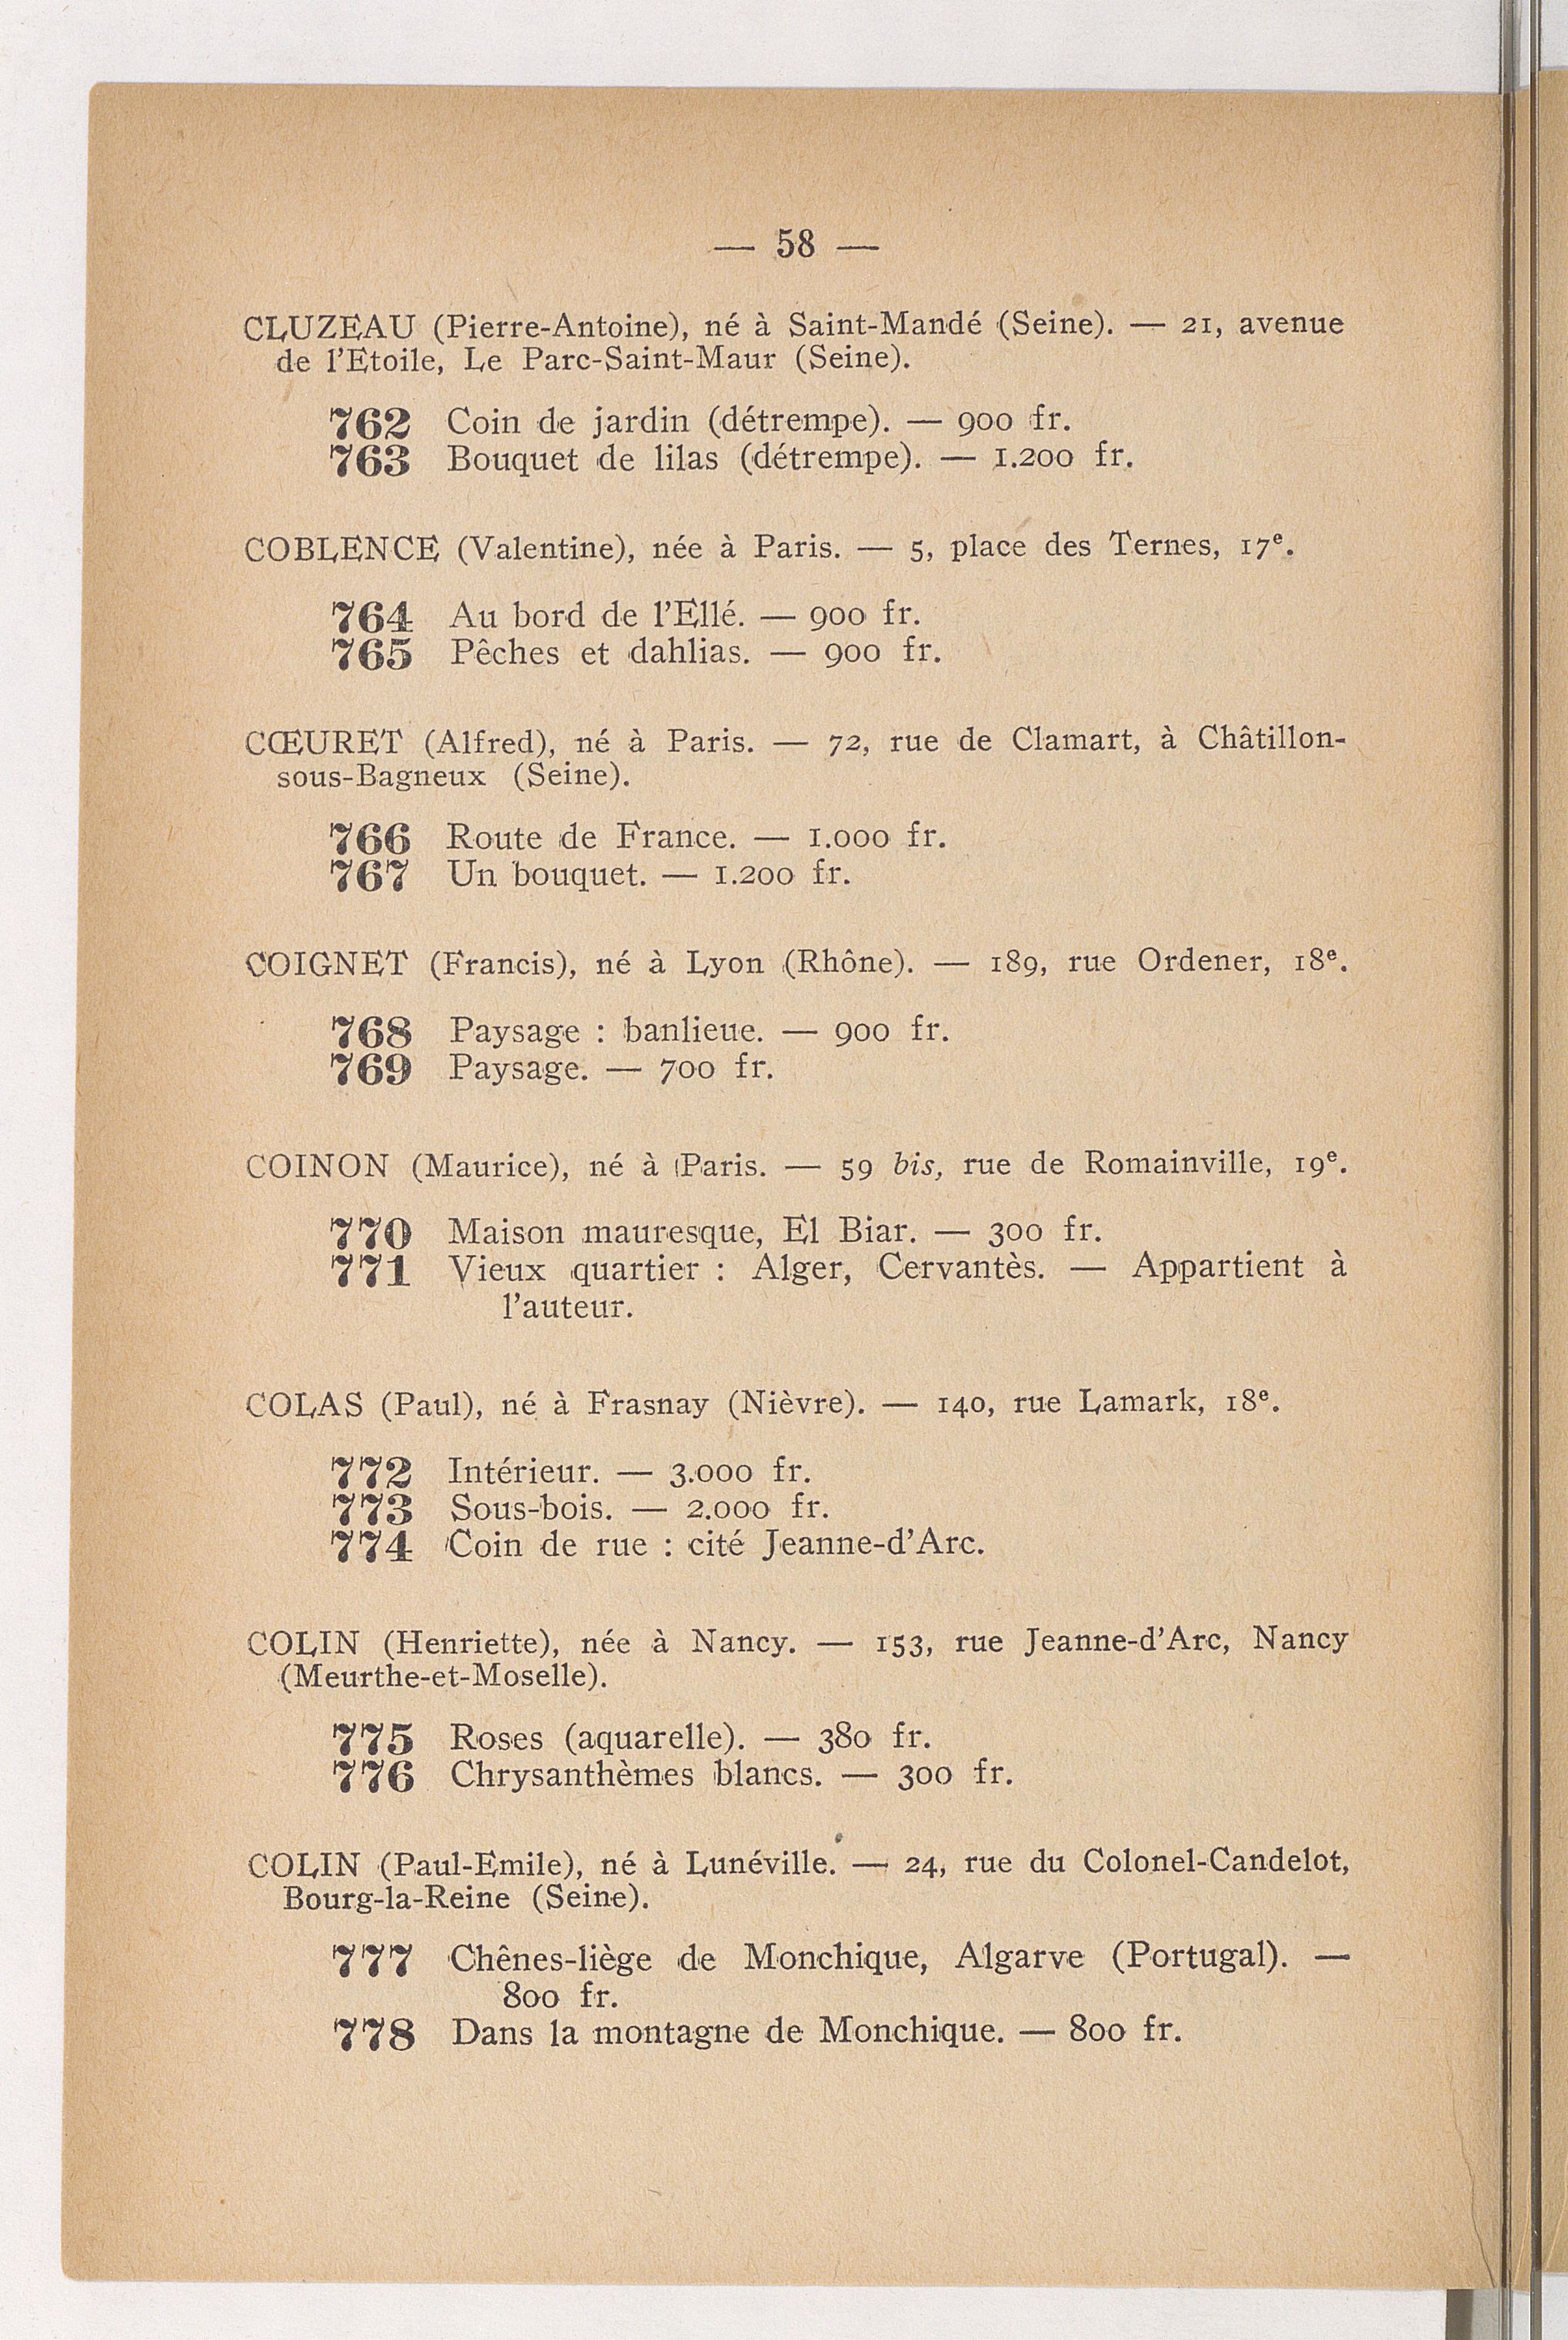 — 58 —
CLUZEAU (Pierre-Antoine), né à Saint-Mandé (Seine). — 21, avenue
de l'Etoile, Le Parc-Saint-Maur (Seine).
762 Coin de jardin (détrempe). — 900 fr.
763 Bouquet de lilas (détrempe). — 1.200 fr.
COBLENCE (Valentine), née à Paris. — 5, place des Ternes, 17e.
764 Au bord de l'Ellé. — 900 fr.
765 Pêches et dahlias. — 900 fr.
CŒURET (Alfred), né à Paris. — 72, rue de Clamart, à Châtillon-
sous-Bagneux (Seine).
766 Route de France. — 1.000 fr.
767 Un bouquet. — 1.200 fr.
COIGNET (Francis), né à Lyon (Rhône). — 189, rue Ordener, 18e.
768 Paysage : banlieue. — 900 fr.
769 Paysage. — 700 fr.
COINON (Maurice), né à Paris. — 59 bis, rue de Romainville, 19e.
770 Maison mauresque, El Biar. — 300 fr.
771 Vieux quartier : Alger, Cervantès. — Appartient à
l'auteur.
COLAS (Paul), né à Frasnay (Nièvre). — 140, rue Lamark, 18e.
772 Intérieur. — 3.000 fr.
773 Sous-bois. — 2.000 fr.
774 Coin de rue : cité Jeanne-d'Arc.
COLIN (Henriette), née à Nancy. — 153, rue Jeanne-d'Arc, Nancy
(Meurthe-et-Moselle).
775 Roses (aquarelle). — 380 fr.
776 Chrysanthèmes blancs. — 300 fr.
COLIN (Paul-Emile), né à Lunéville. — 24, rue du Colonel-Candelot,
Bourg-la-Reine (Seine).
777 Chênes-liège de Monchique, Algarve (Portugal). —
800 fr.
778 Dans la montagne de Monchique. — 800 fr.